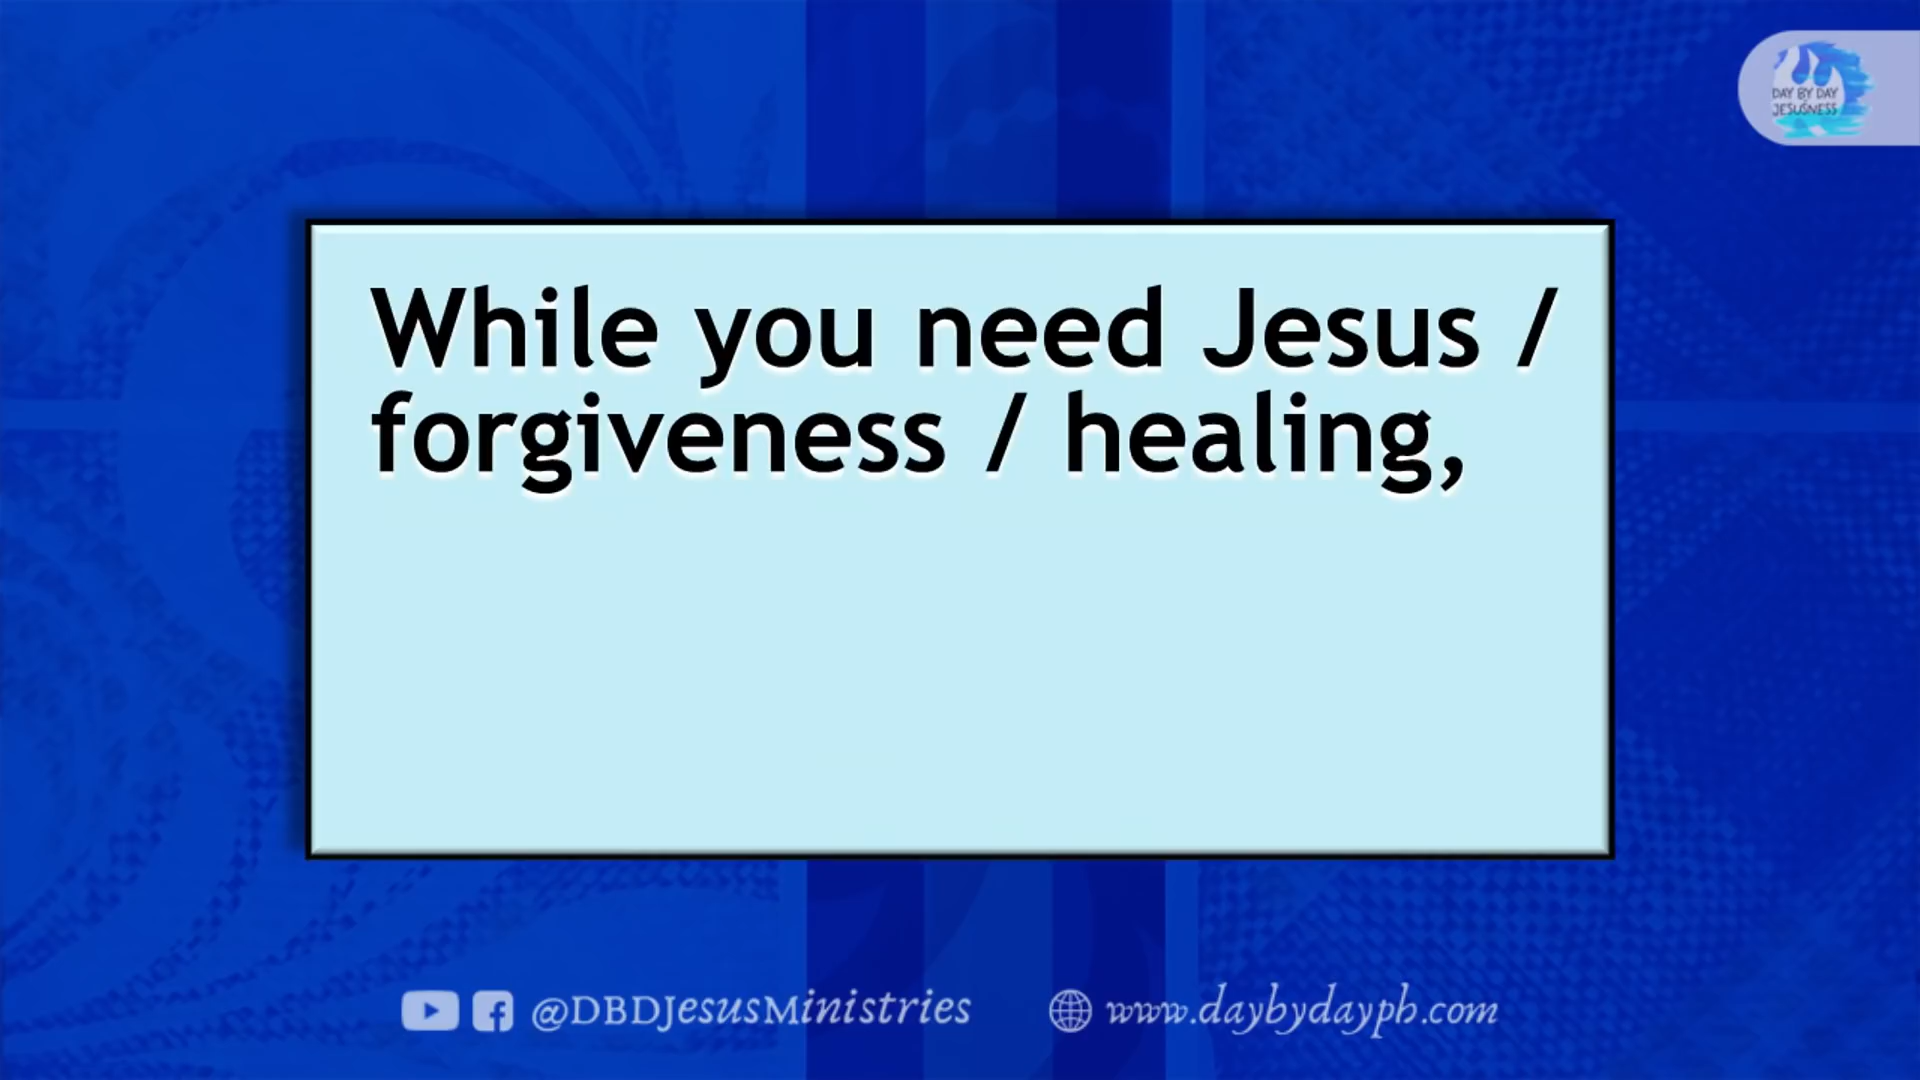 DAY BY DAY
JESUSNESS
While you need Jesus /
forgiveness / healing,
@DBDJesusMinistries
www.daybydayph.com